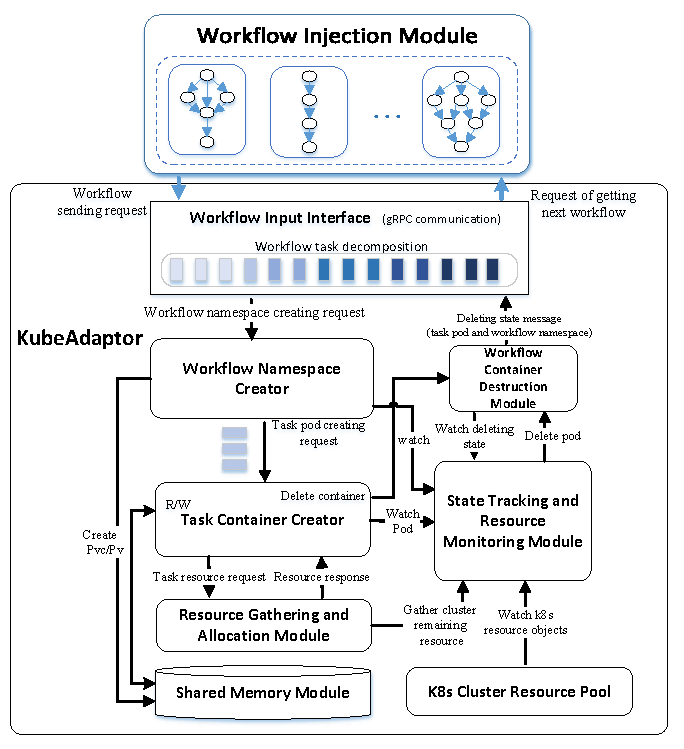 Workflow Injection Module
...
Workflow
sending request
Request of getting
next workflow
Workflow Input Interface (gRPC communication)
Workflow task decomposition
Workflow namespace creating request
Deleting state message
(task pod and workflow namespace)
KubeAdaptor
Workflow Namespace
Creator
Workflow
Container
Destruction
Module
Task pod creating
request
watch
Watch deleting
state
Delete pod
R/W
Delete container
Task Container Creator
Watch
Pod
State Tracking and
Resource
Monitoring Module
Create
Pvc/Pv
Task resource request
Resource response
Resource Gathering and
Allocation Module
Gather cluster
remaining
resource
Watch k8s
resource objects
Shared Memory Module
K8s Cluster Resource Pool